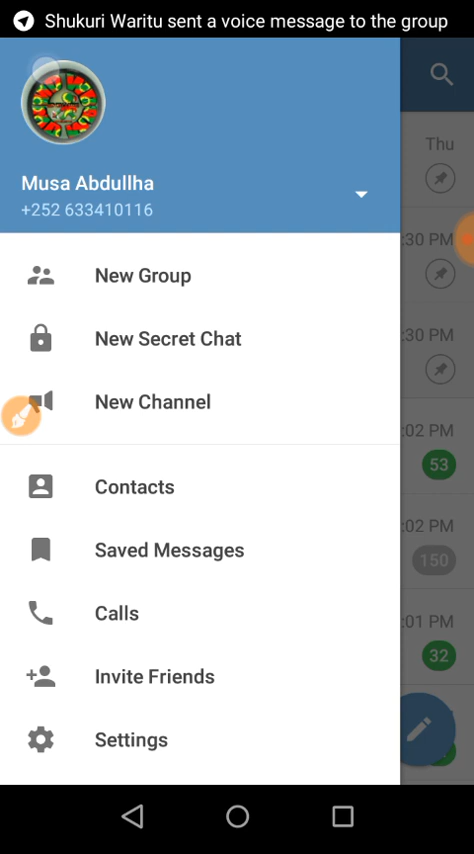 Shukuri Waritu sent a voice message to the group
Thu
Musa Abdullha
+252 633410116
:30 PM
New Group
New Secret Chat
:30 PM
New Channel
:02 PM
53
Contacts
:02 PM
Saved Messages
150
Calls
:01 PM
32
Invite Friends
Settings